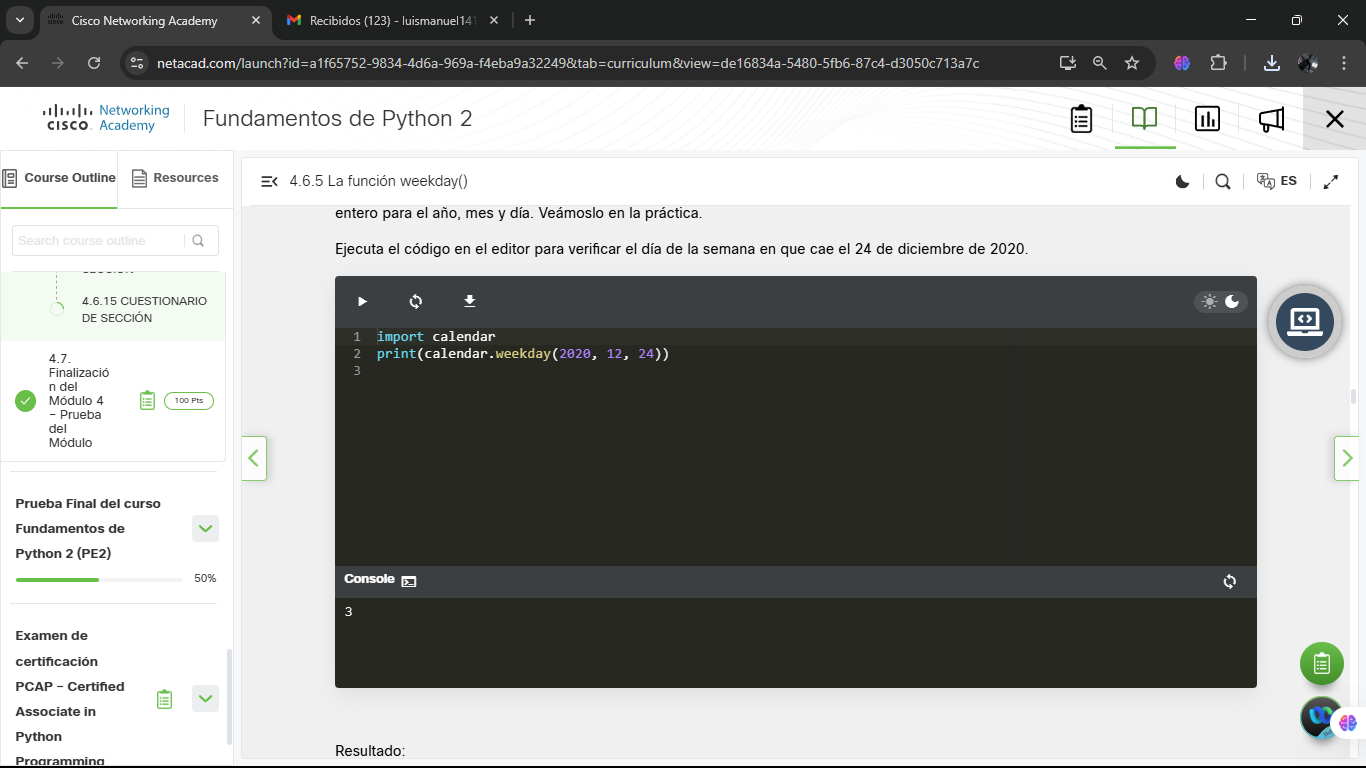 Cisco Networking Academy
Recibidos (123) - luismanuel141
netacad.com/launch?id=a1f65752-9834-4d6a-969a-f4eba9a32249&tab=curriculum&view=de16834a-5480-5fb6-87c4-d3050c713a7c
CISCO Networking Academy
Fundamentos de Python 2
Course Outline
Resources
Search course outline
SECCIÓN
4.6.15 CUESTIONARIO
DE SECCIÓN
4.7.
Finalizació
n del
Módulo 4
– Prueba
del
Módulo
100 Pts
Prueba Final del curso
Fundamentos de
Python 2 (PE2)
50%
Examen de
certificación
PCAP – Certified
Associate in
Python
Programming
4.6.5 La función weekday()
ES
entero para el año, mes y día. Veámoslo en la práctica.
Ejecuta el código en el editor para verificar el día de la semana en que cae el 24 de diciembre de 2020.
1 import calendar
2 print(calendar.weekday(2020, 12, 24))
3
Console
3
Resultado: